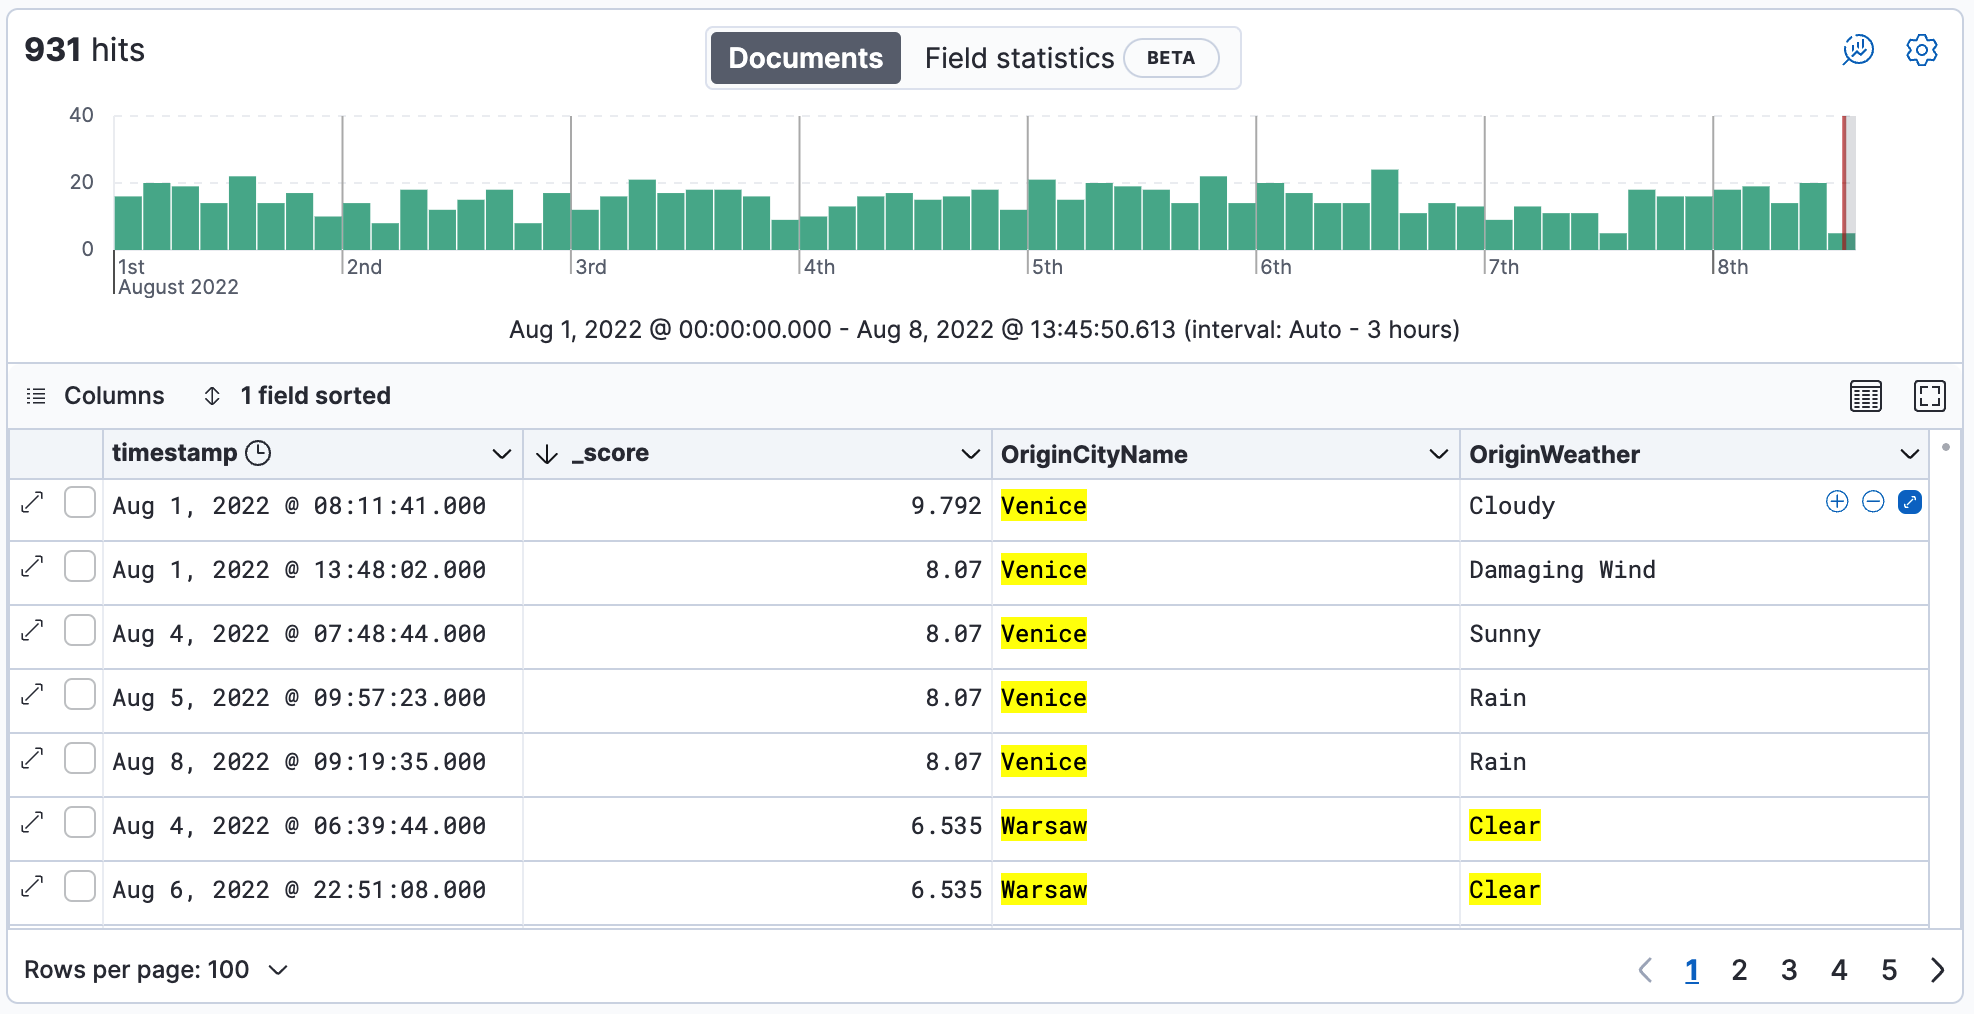 931 hits
Documents Field statistics BETA
40
20
0
1st 2nd 3rd 4th 5th 6th 7th 8th
August 2022
Aug 1, 2022 @ 00:00:00.000 - Aug 8, 2022 @ 13:45:50.613 (interval: Auto - 3 hours)
Columns 1 field sorted
timestamp _score OriginCityName OriginWeather
Aug 1, 2022 @ 08:11:41.000 9.792 Venice Cloudy
Aug 1, 2022 @ 13:48:02.000 8.07 Venice Damaging Wind
Aug 4, 2022 @ 07:48:44.000 8.07 Venice Sunny
Aug 5, 2022 @ 09:57:23.000 8.07 Venice Rain
Aug 8, 2022 @ 09:19:35.000 8.07 Venice Rain
Aug 4, 2022 @ 06:39:44.000 6.535 Warsaw Clear
Aug 6, 2022 @ 22:51:08.000 6.535 Warsaw Clear
Rows per page: 100 1 2 3 4 5